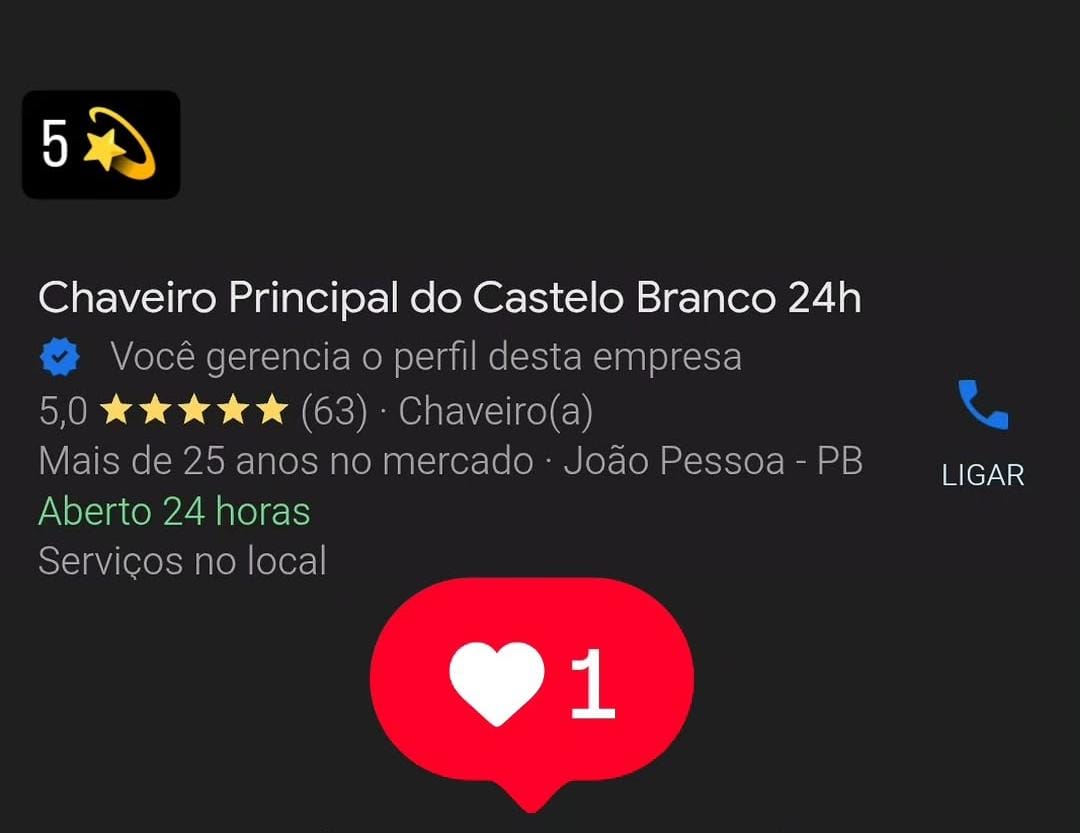 5
Chaveiro Principal do Castelo Branco 24h
Você gerencia o perfil desta empresa
5,0 (63) · Chaveiro(a)
Mais de 25 anos no mercado · João Pessoa - PB
Aberto 24 horas
Serviços no local
LIGAR
1